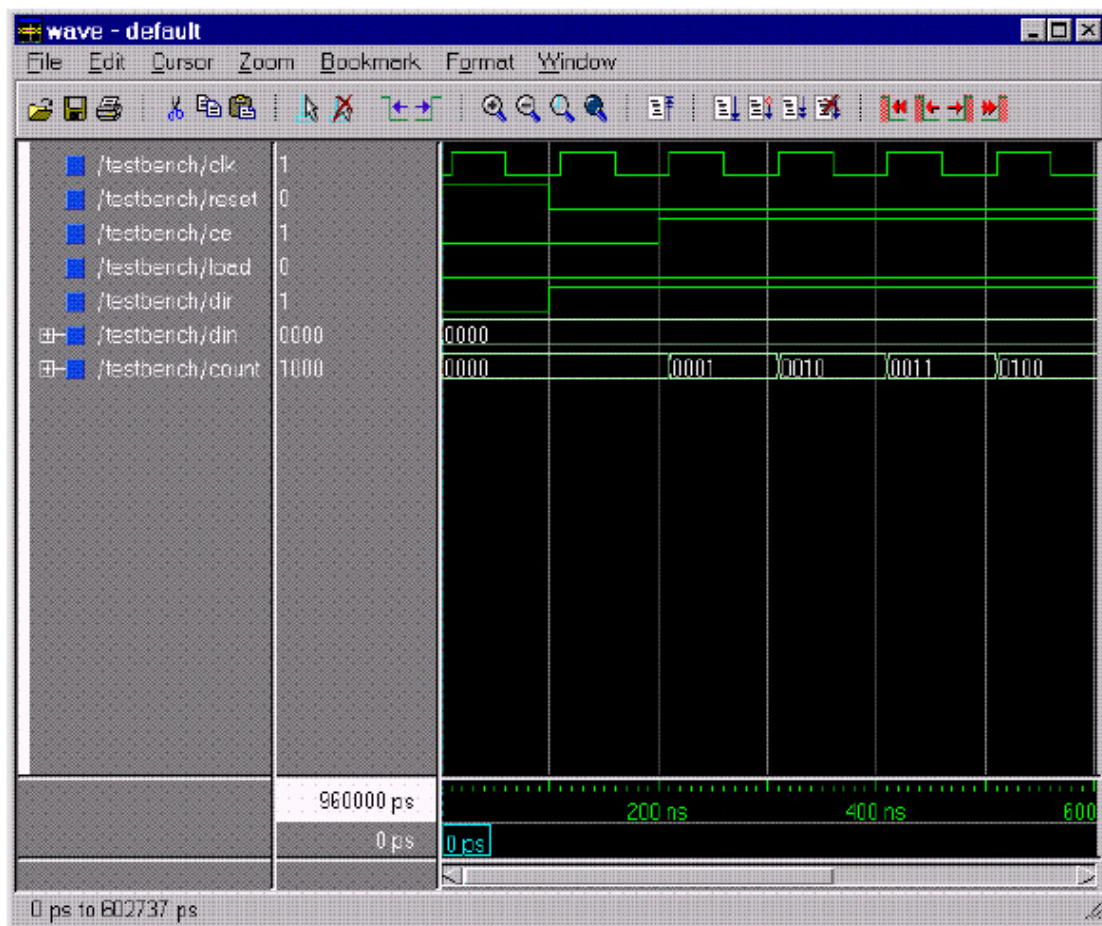 wave - default
File Edit Cursor Zoom Bookmark Format Window
/testbench/clk 1
/testbench/reset 0
/testbench/ce 1
/testbench/load 0
/testbench/dir 1
/testbench/din 0000 0000
/testbench/count 1000 0000 0001 0010 0011 0100
960000 ps 200 ns 400 ns 600
0 ps 0 ps
0 ps to 602737 ps